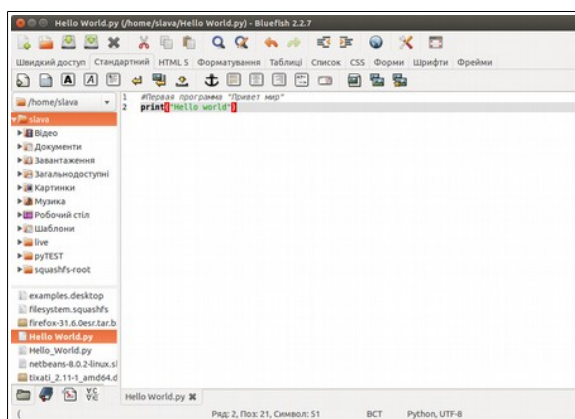 Hello World.py (/home/slava/Hello World.py) - Bluefish 2.2.7
Швидкий доступ Стандартний HTML 5 Форматування Таблиці Список CSS Форми Шрифти Фрейми
/home/slava
slava
Відео
Документи
Завантаження
Загальнодоступні
Картинки
Музика
Робочий стіл
Шаблони
live
pyTEST
squashfs-root
examples.desktop
filesystem.squashfs
firefox-31.6.0esr.tar.b
Hello World.py
Hello_World.py
netbeans-8.0.2-linux.sl
tixati_2.11-1_amd64.d
1 #Первая программа "Привет мир"
2 print("Hello world")
Hello World.py
Ряд: 2, Поз: 21, Символ: 51 ВСТ Python, UTF-8